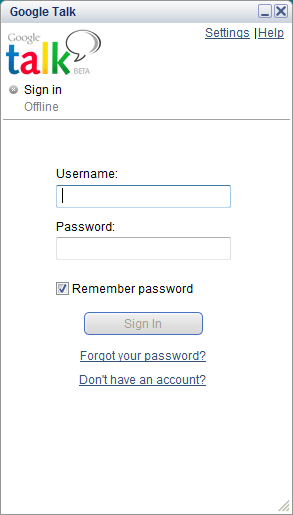 Google Talk
Settings | Help
Google
talk
BETA
Sign in
Offline
Username:
Password:
Remember password
Sign In
Forgot your password?
Don't have an account?